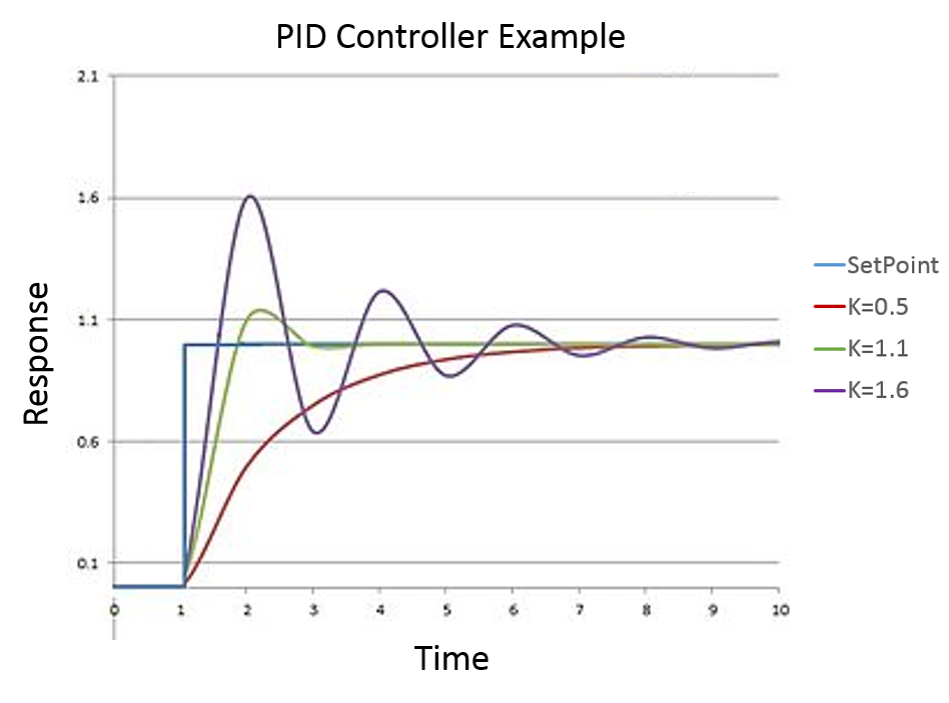 PID Controller Example
2.1
1.6
1.1
0.6
0.1
0 1 2 3 4 5 6 7 8 9 10
Response
Time
SetPoint
K=0.5
K=1.1
K=1.6